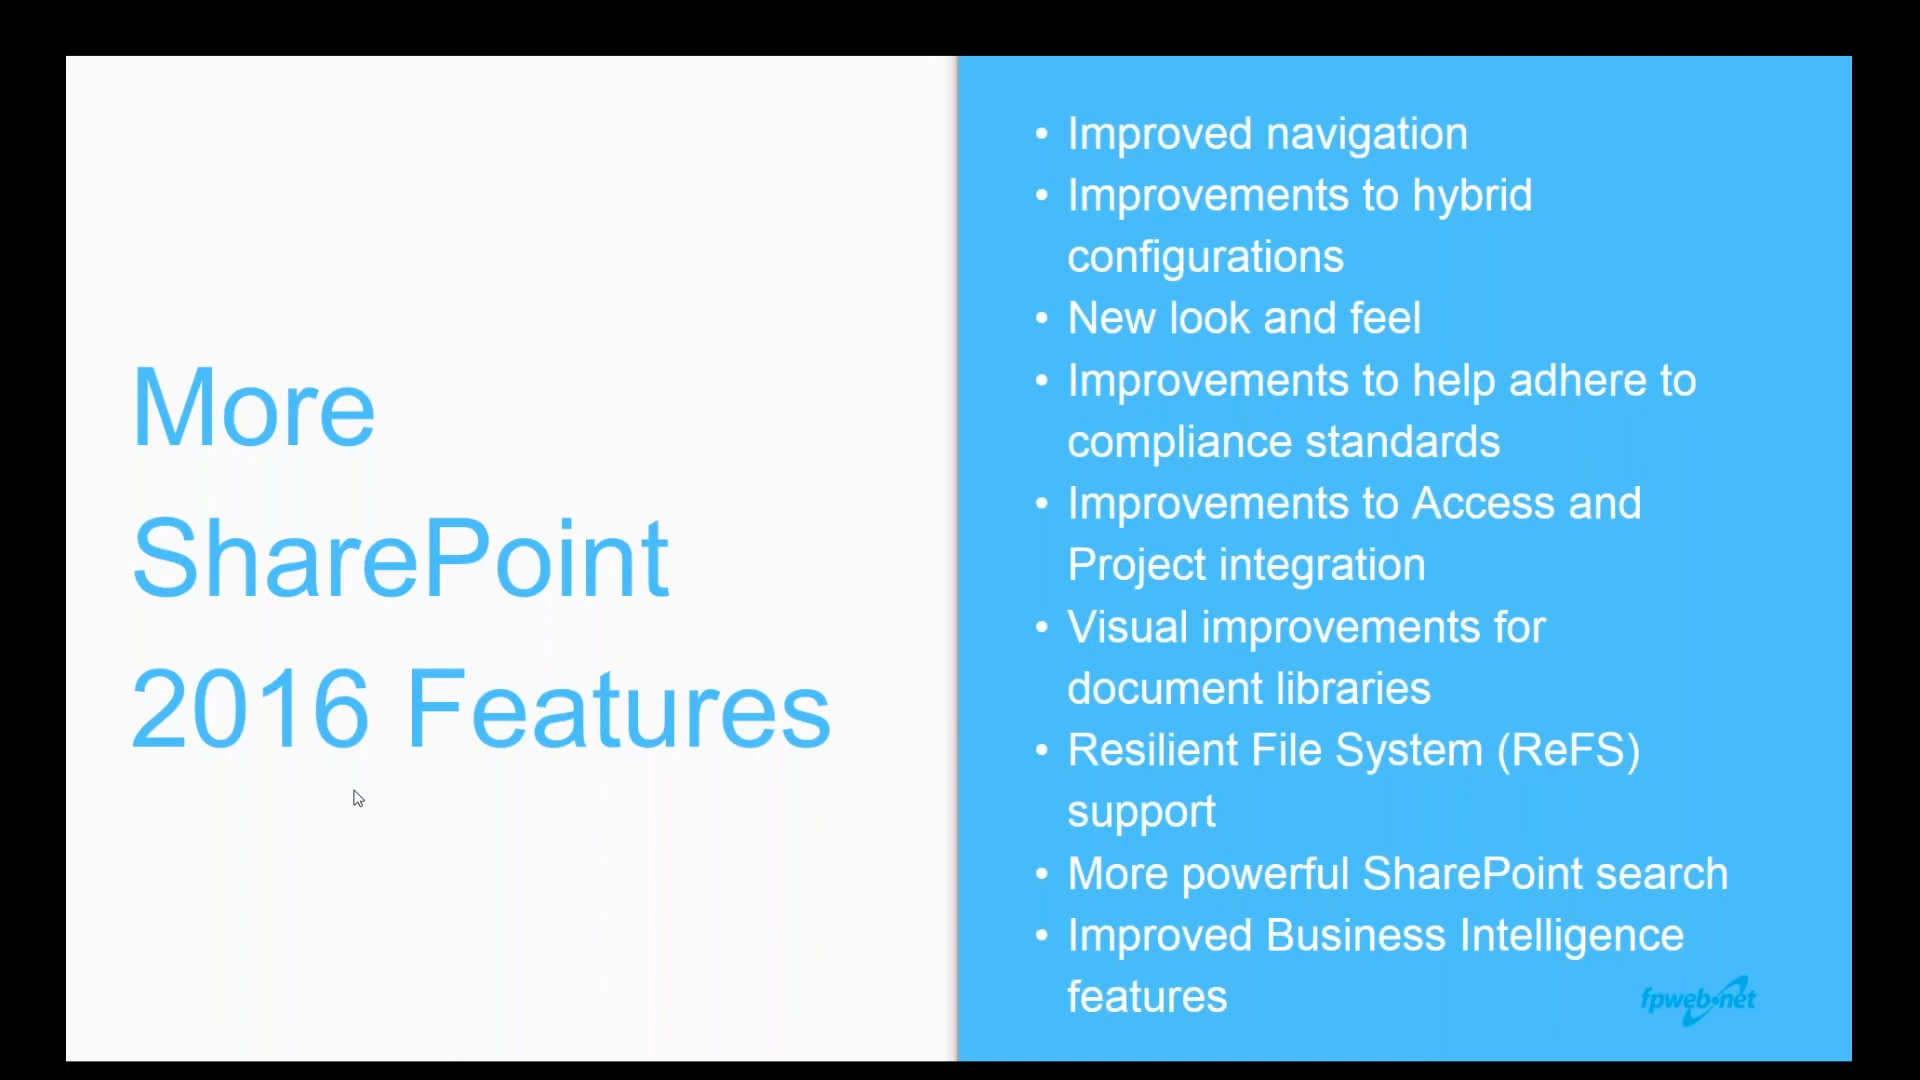 More
SharePoint
2016 Features
• Improved navigation
• Improvements to hybrid
configurations
• New look and feel
• Improvements to help adhere to
compliance standards
• Improvements to Access and
Project integration
• Visual improvements for
document libraries
• Resilient File System (ReFS)
support
• More powerful SharePoint search
• Improved Business Intelligence
features
fpweb•net